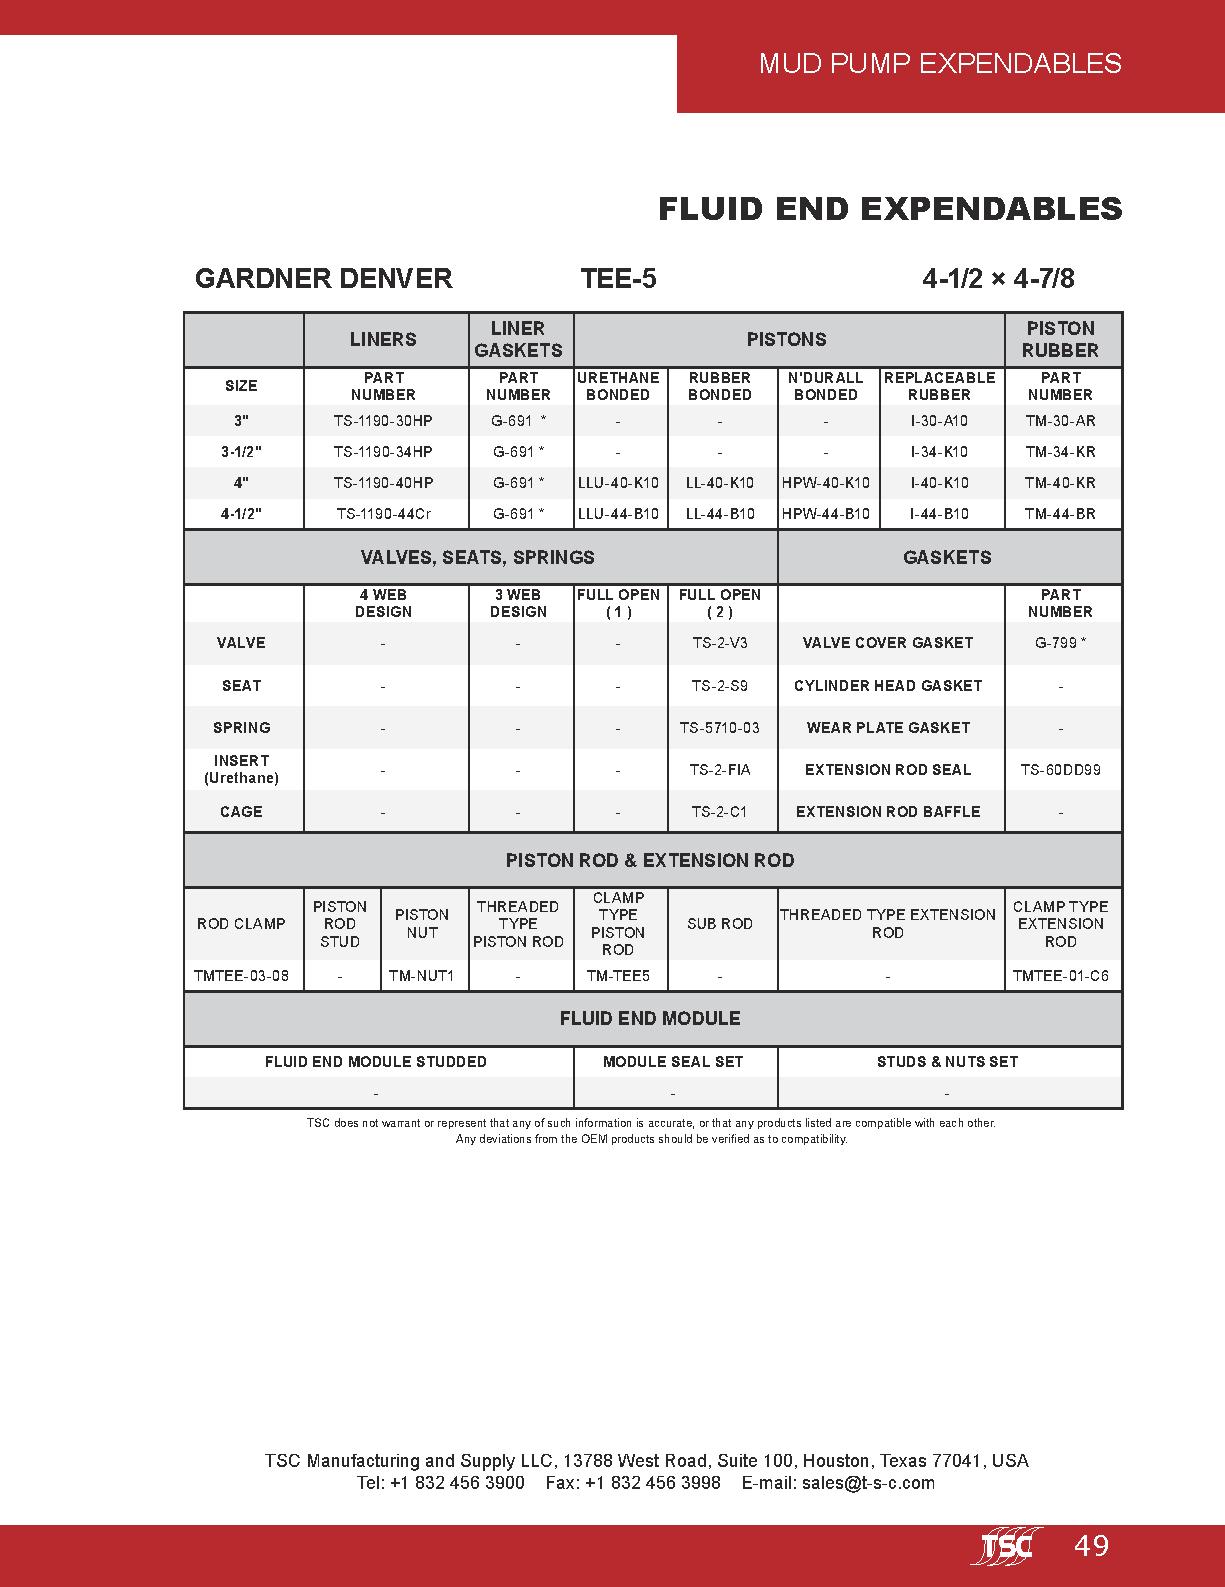 MUD PUMP EXPENDABLES
FLUID END EXPENDABLES
GARDNER DENVER TEE-5 4-1/2 × 4-7/8
LINERS LINER GASKETS PISTONS PISTON RUBBER
SIZE PART NUMBER PART NUMBER URETHANE BONDED RUBBER BONDED N'DURALL BONDED REPLACEABLE RUBBER PART NUMBER
3" TS-1190-30HP G-691 * - - - I-30-A10 TM-30-AR
3-1/2" TS-1190-34HP G-691 * - - - I-34-K10 TM-34-KR
4" TS-1190-40HP G-691 * LLU-40-K10 LL-40-K10 HPW-40-K10 I-40-K10 TM-40-KR
4-1/2" TS-1190-44Cr G-691 * LLU-44-B10 LL-44-B10 HPW-44-B10 I-44-B10 TM-44-BR
VALVES, SEATS, SPRINGS GASKETS
4 WEB DESIGN 3 WEB DESIGN FULL OPEN ( 1 ) FULL OPEN ( 2 ) PART NUMBER
VALVE - - - TS-2-V3 VALVE COVER GASKET G-799 *
SEAT - - - TS-2-S9 CYLINDER HEAD GASKET -
SPRING - - - TS-5710-03 WEAR PLATE GASKET -
INSERT (Urethane) - - - TS-2-FIA EXTENSION ROD SEAL TS-60DD99
CAGE - - - TS-2-C1 EXTENSION ROD BAFFLE -
PISTON ROD & EXTENSION ROD
ROD CLAMP PISTON ROD STUD PISTON NUT THREADED TYPE PISTON ROD CLAMP TYPE PISTON ROD SUB ROD THREADED TYPE EXTENSION ROD CLAMP TYPE EXTENSION ROD
TMTEE-03-08 - TM-NUT1 - TM-TEE5 - - TMTEE-01-C6
FLUID END MODULE
FLUID END MODULE STUDDED MODULE SEAL SET STUDS & NUTS SET
- - -
TSC does not warrant or represent that any of such information is accurate, or that any products listed are compatible with each other.
Any deviations from the OEM products should be verified as to compatibility.
TSC Manufacturing and Supply LLC, 13788 West Road, Suite 100, Houston, Texas 77041, USA
Tel: +1 832 456 3900 Fax: +1 832 456 3998 E-mail: sales@t-s-c.com
TSC 49